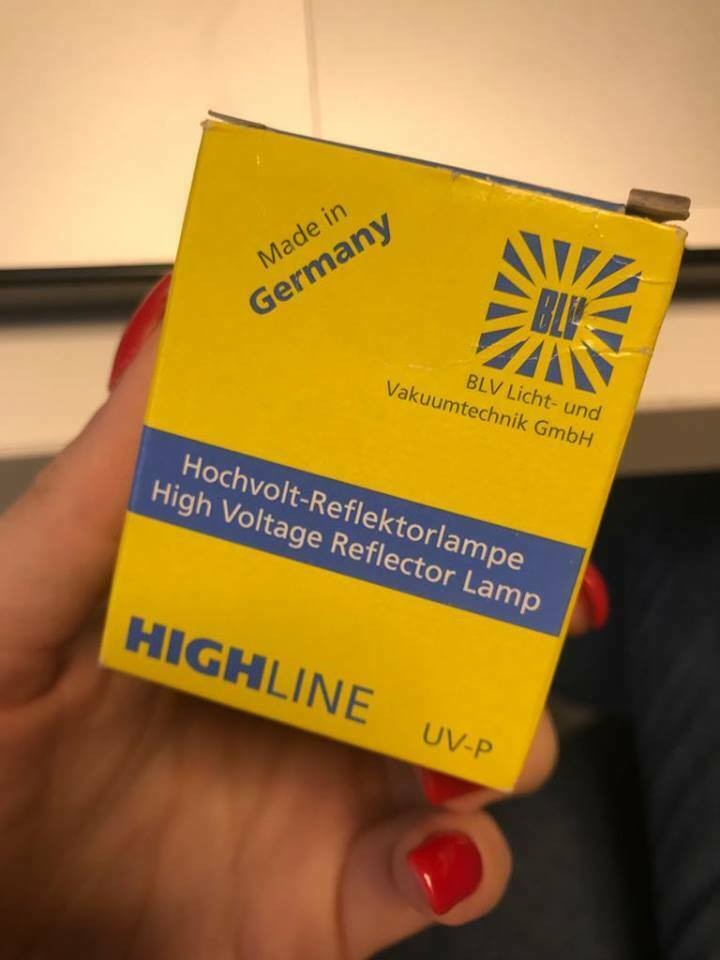 Made in
Germany
BLV
BLV Licht- und
Vakuumtechnik GmbH
Hochvolt-Reflektorlampe
High Voltage Reflector Lamp
HIGHLINE
UV-P